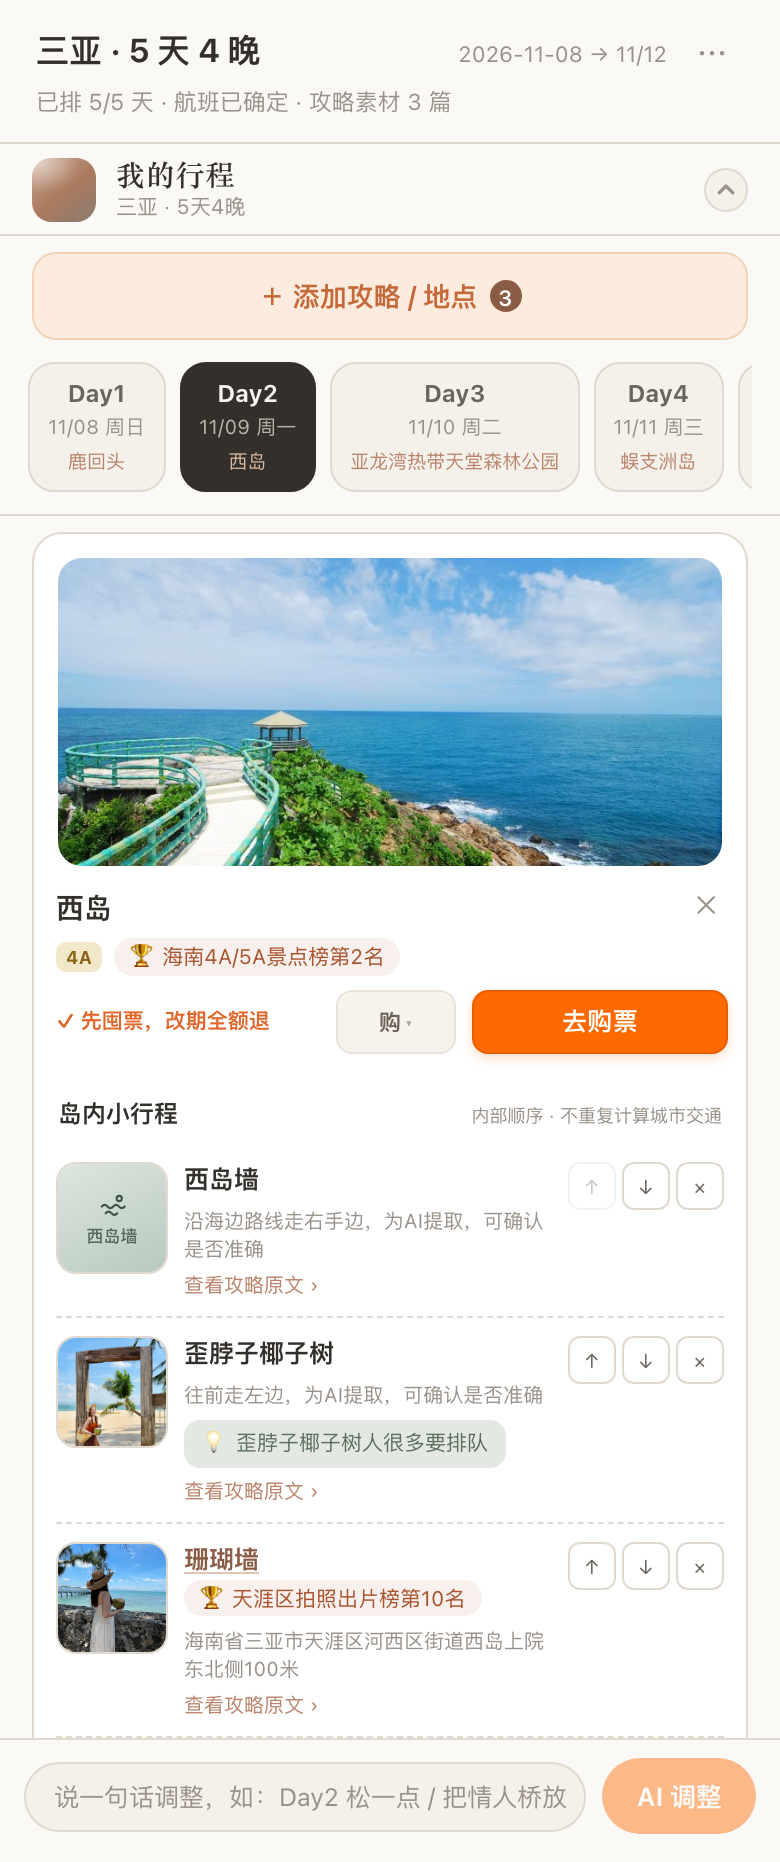 三亚 · 5 天 4 晚
2026-11-08 → 11/12
···
已排 5/5 天 · 航班已确定 · 攻略素材 3 篇
我的行程
三亚 · 5天4晚
+ 添加攻略 / 地点 3
Day1
11/08 周日
鹿回头
Day2
11/09 周一
西岛
Day3
11/10 周二
亚龙湾热带天堂森林公园
Day4
11/11 周三
蜈支洲岛
西岛
4A 🏆 海南4A/5A景点榜第2名
✓ 先囤票，改期全额退
购 ▾
去购票
岛内小行程
内部顺序 · 不重复计算城市交通
西岛墙
西岛墙
沿海边路线走右手边，为AI提取，可确认
是否准确
查看攻略原文 ›
↑ ↓ ×
歪脖子椰子树
往前走左边，为AI提取，可确认是否准确
💡 歪脖子椰子树人很多要排队
查看攻略原文 ›
↑ ↓ ×
珊瑚墙
🏆 天涯区拍照出片榜第10名
海南省三亚市天涯区河西区街道西岛上院
东北侧100米
查看攻略原文 ›
↑ ↓ ×
说一句话调整，如：Day2 松一点 / 把情人桥放
AI 调整